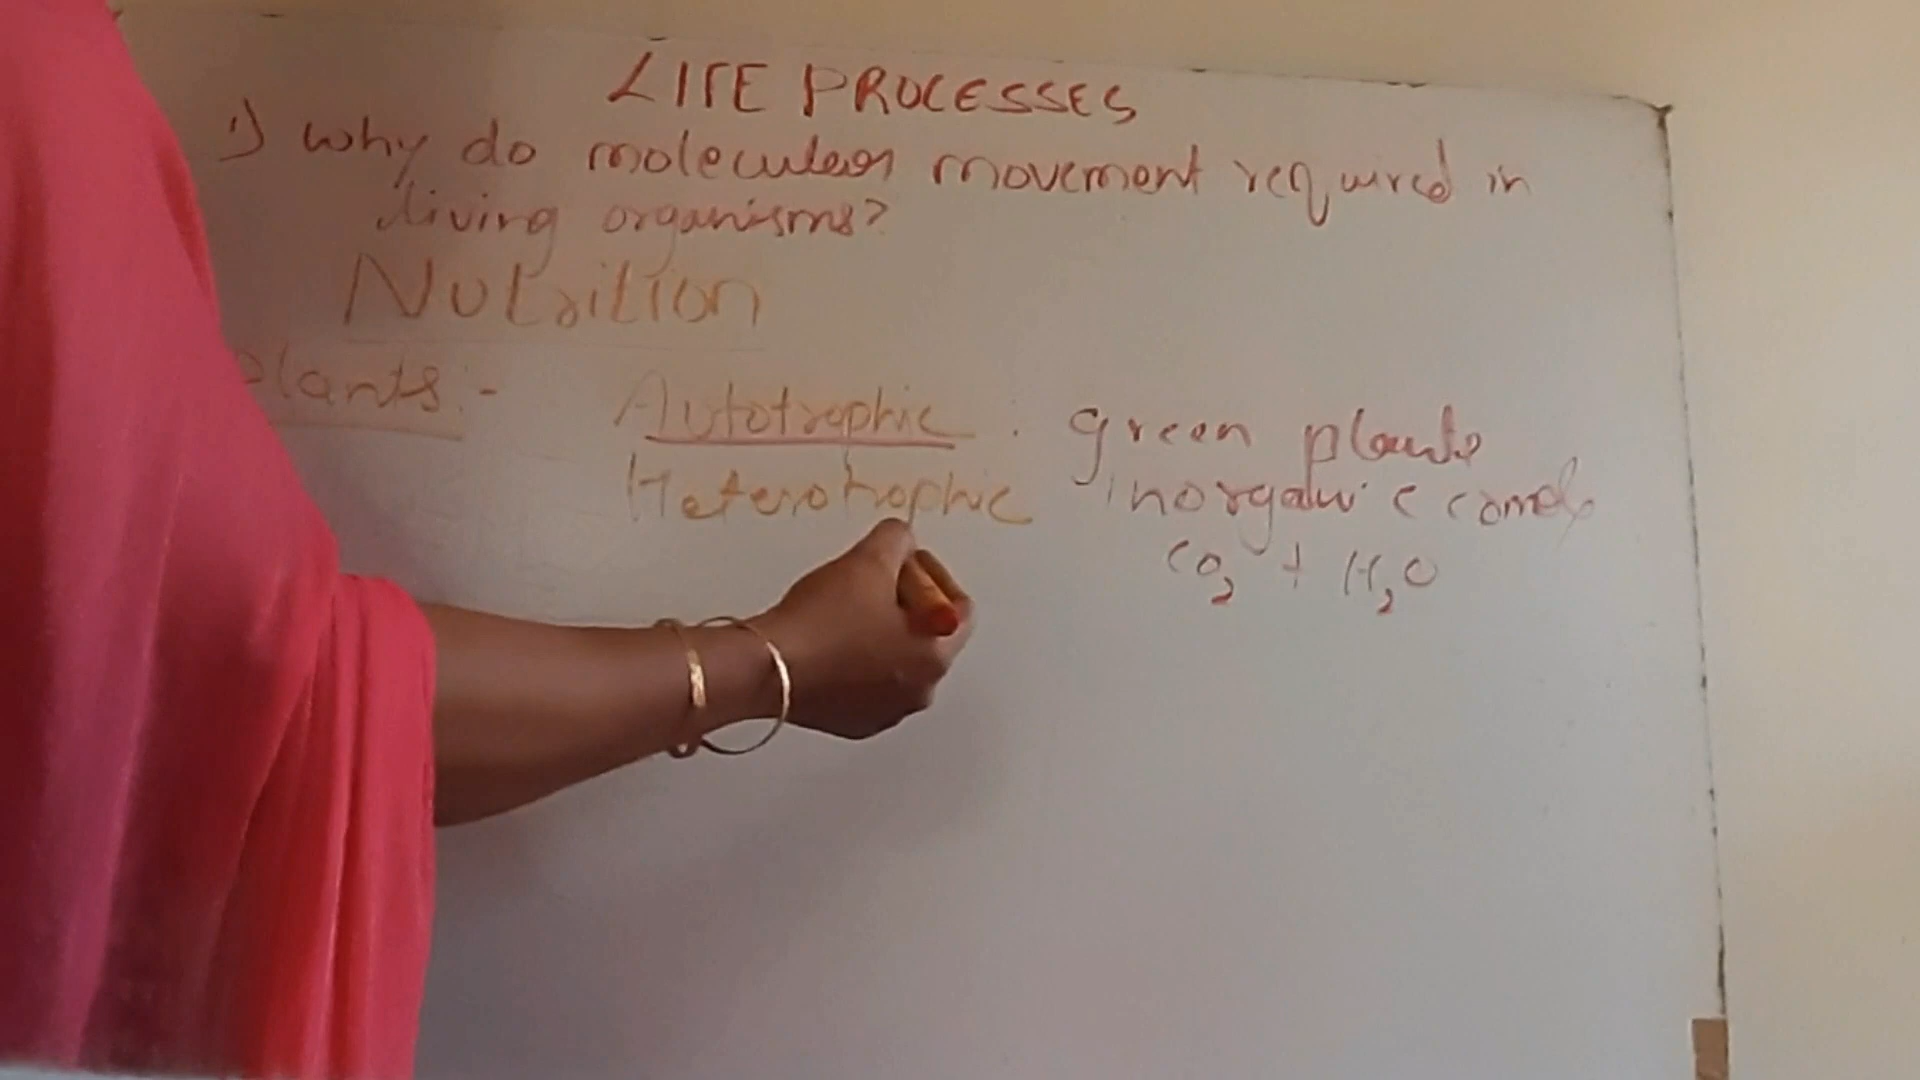 LIFE PROCESSES
1) why do molecular movement required in
living organisms?
Nutrition
Plants:- Autotrophic . green plants
Heterotrophic inorganic
CO2 + H2O